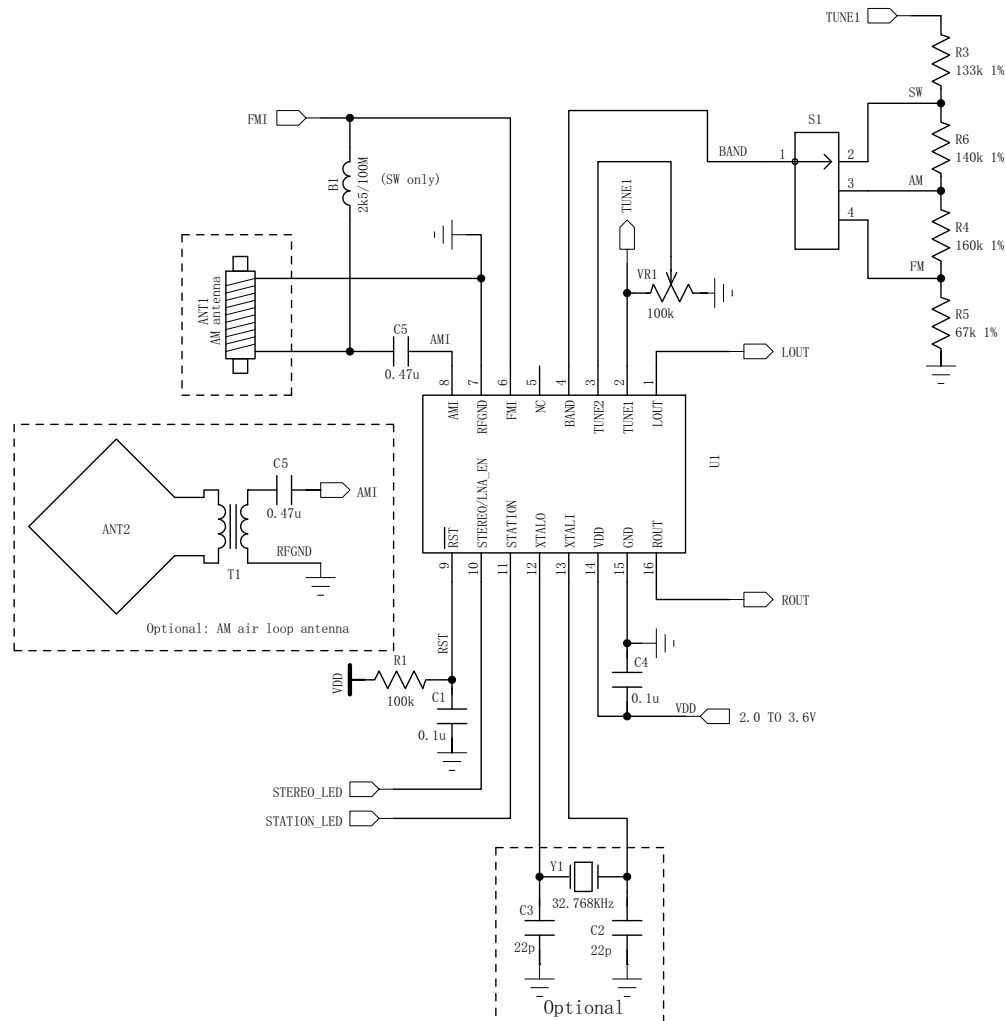 TUNE1
R3
133k 1%
SW
R6
140k 1%
AM
R4
160k 1%
FM
R5
67k 1%
S1
1
2
3
4
BAND
FMI
B1
2k5/100M
(SW only)
TUNE1
VR1
100k
ANT1
AM antenna
C5
0.47u
AMI
LOUT
8
7
6
5
4
3
2
1
AMI
RFGND
FMI
NC
BAND
TUNE2
TUNE1
LOUT
U1
RST
STEREO/LNA_EN
STATION
XTALO
XTALI
VDD
GND
ROUT
9
10
11
12
13
14
15
16
ANT2
C5
0.47u
AMI
RFGND
T1
Optional: AM air loop antenna
ROUT
RST
VDD
R1
100k
C1
0.1u
C4
0.1u
VDD
2.0 TO 3.6V
STEREO_LED
STATION_LED
Y1
32.768KHz
C3
22p
C2
22p
Optional